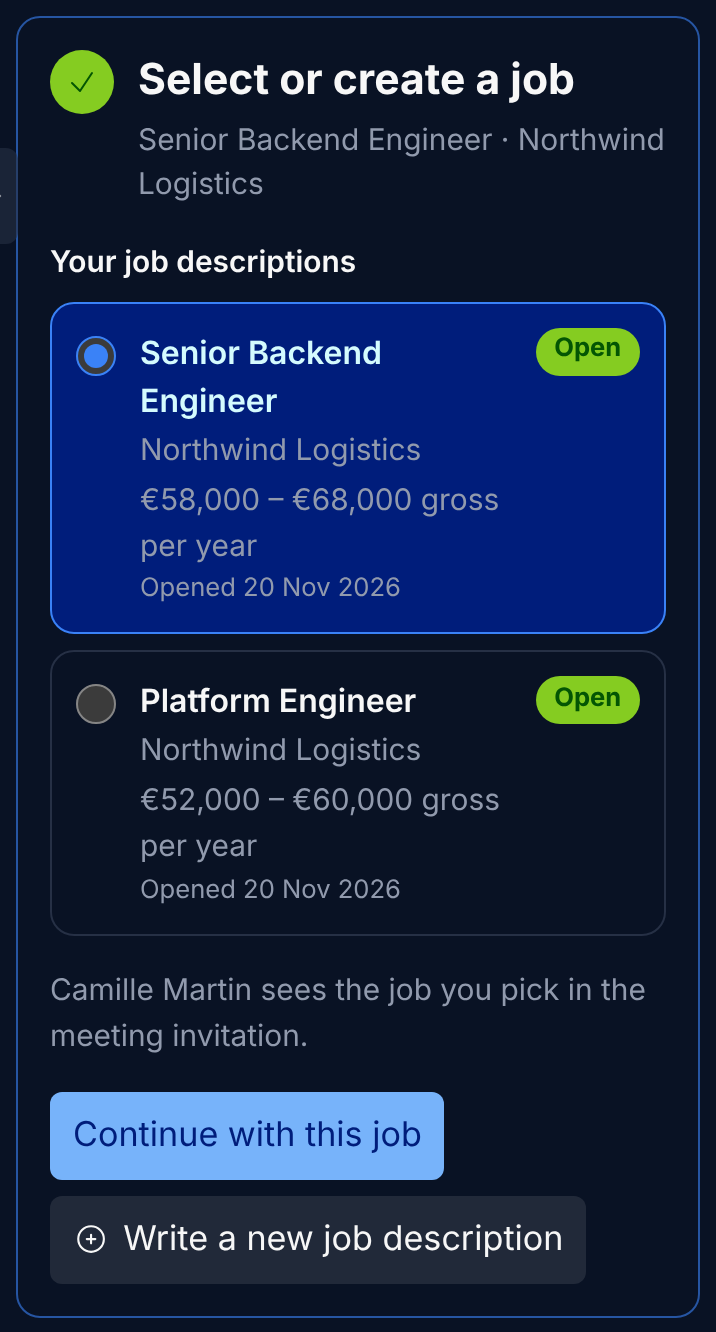 Select or create a job
Senior Backend Engineer · Northwind
Logistics
Your job descriptions
Senior Backend
Engineer
Open
Northwind Logistics
€58,000 – €68,000 gross
per year
Opened 20 Nov 2026
Platform Engineer
Open
Northwind Logistics
€52,000 – €60,000 gross
per year
Opened 20 Nov 2026
Camille Martin sees the job you pick in the
meeting invitation.
Continue with this job
Write a new job description